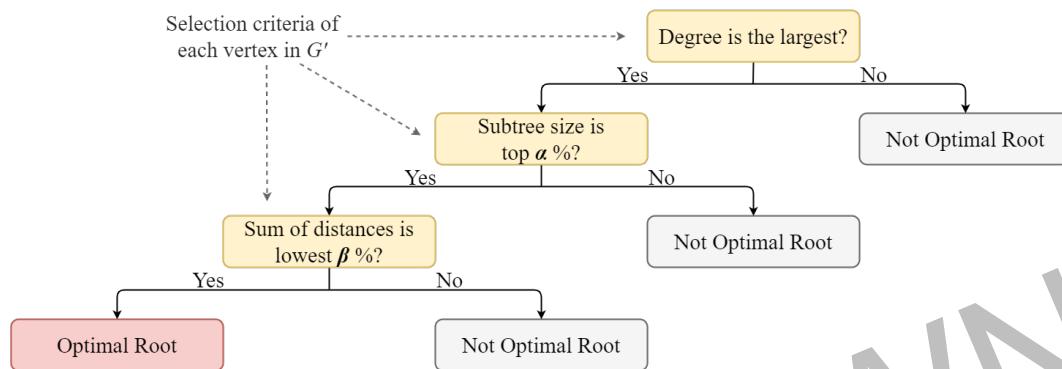 Selection criteria of
each vertex in G′
Degree is the largest?
Yes
No
Subtree size is
top α %?
Not Optimal Root
Yes
No
Sum of distances is
lowest β %?
Not Optimal Root
Yes
No
Optimal Root
Not Optimal Root